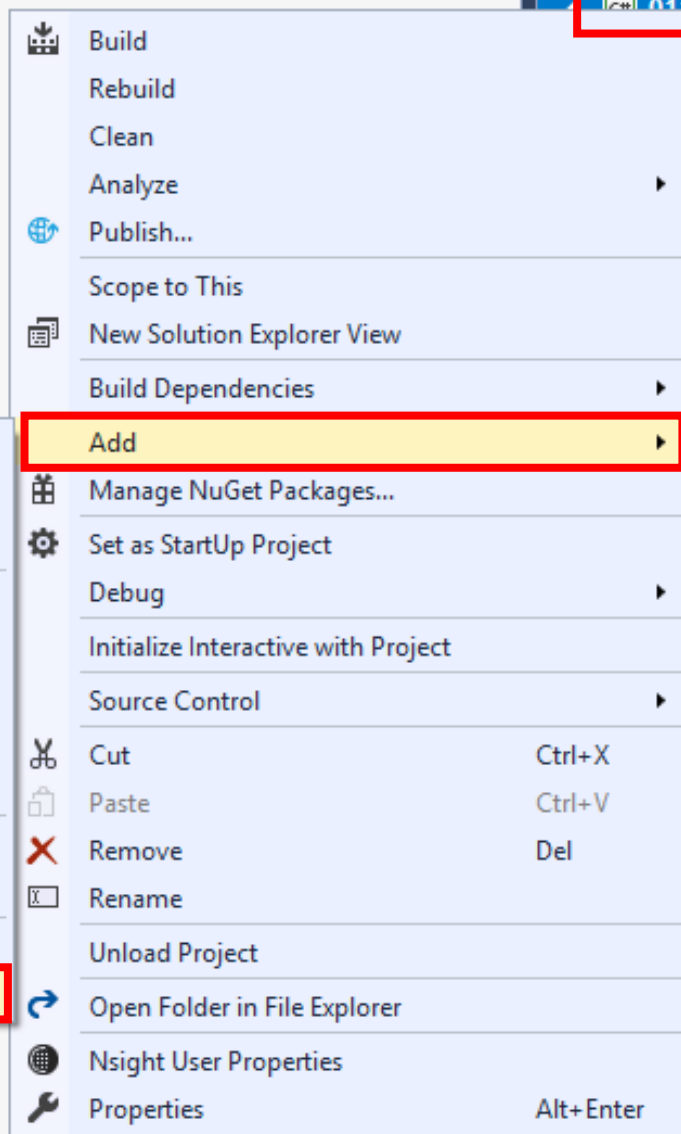 Build
Rebuild
Clean
Analyze
Publish...
Scope to This
New Solution Explorer View
Build Dependencies
Add
Manage NuGet Packages...
Set as StartUp Project
Debug
Initialize Interactive with Project
Source Control
Cut Ctrl+X
Paste Ctrl+V
Remove Del
Rename
Unload Project
Open Folder in File Explorer
Nsight User Properties
Properties Alt+Enter